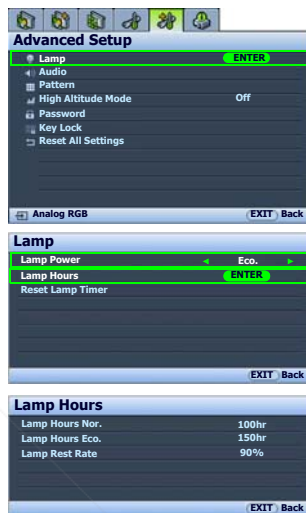 Advanced Setup
Lamp ENTER
Audio
Pattern
High Altitude Mode Off
Password
Key Lock
Reset All Settings
Analog RGB EXIT Back
Lamp
Lamp Power Eco.
Lamp Hours ENTER
Reset Lamp Timer
EXIT Back
Lamp Hours
Lamp Hours Nor. 100hr
Lamp Hours Eco. 150hr
Lamp Rest Rate 90%
EXIT Back